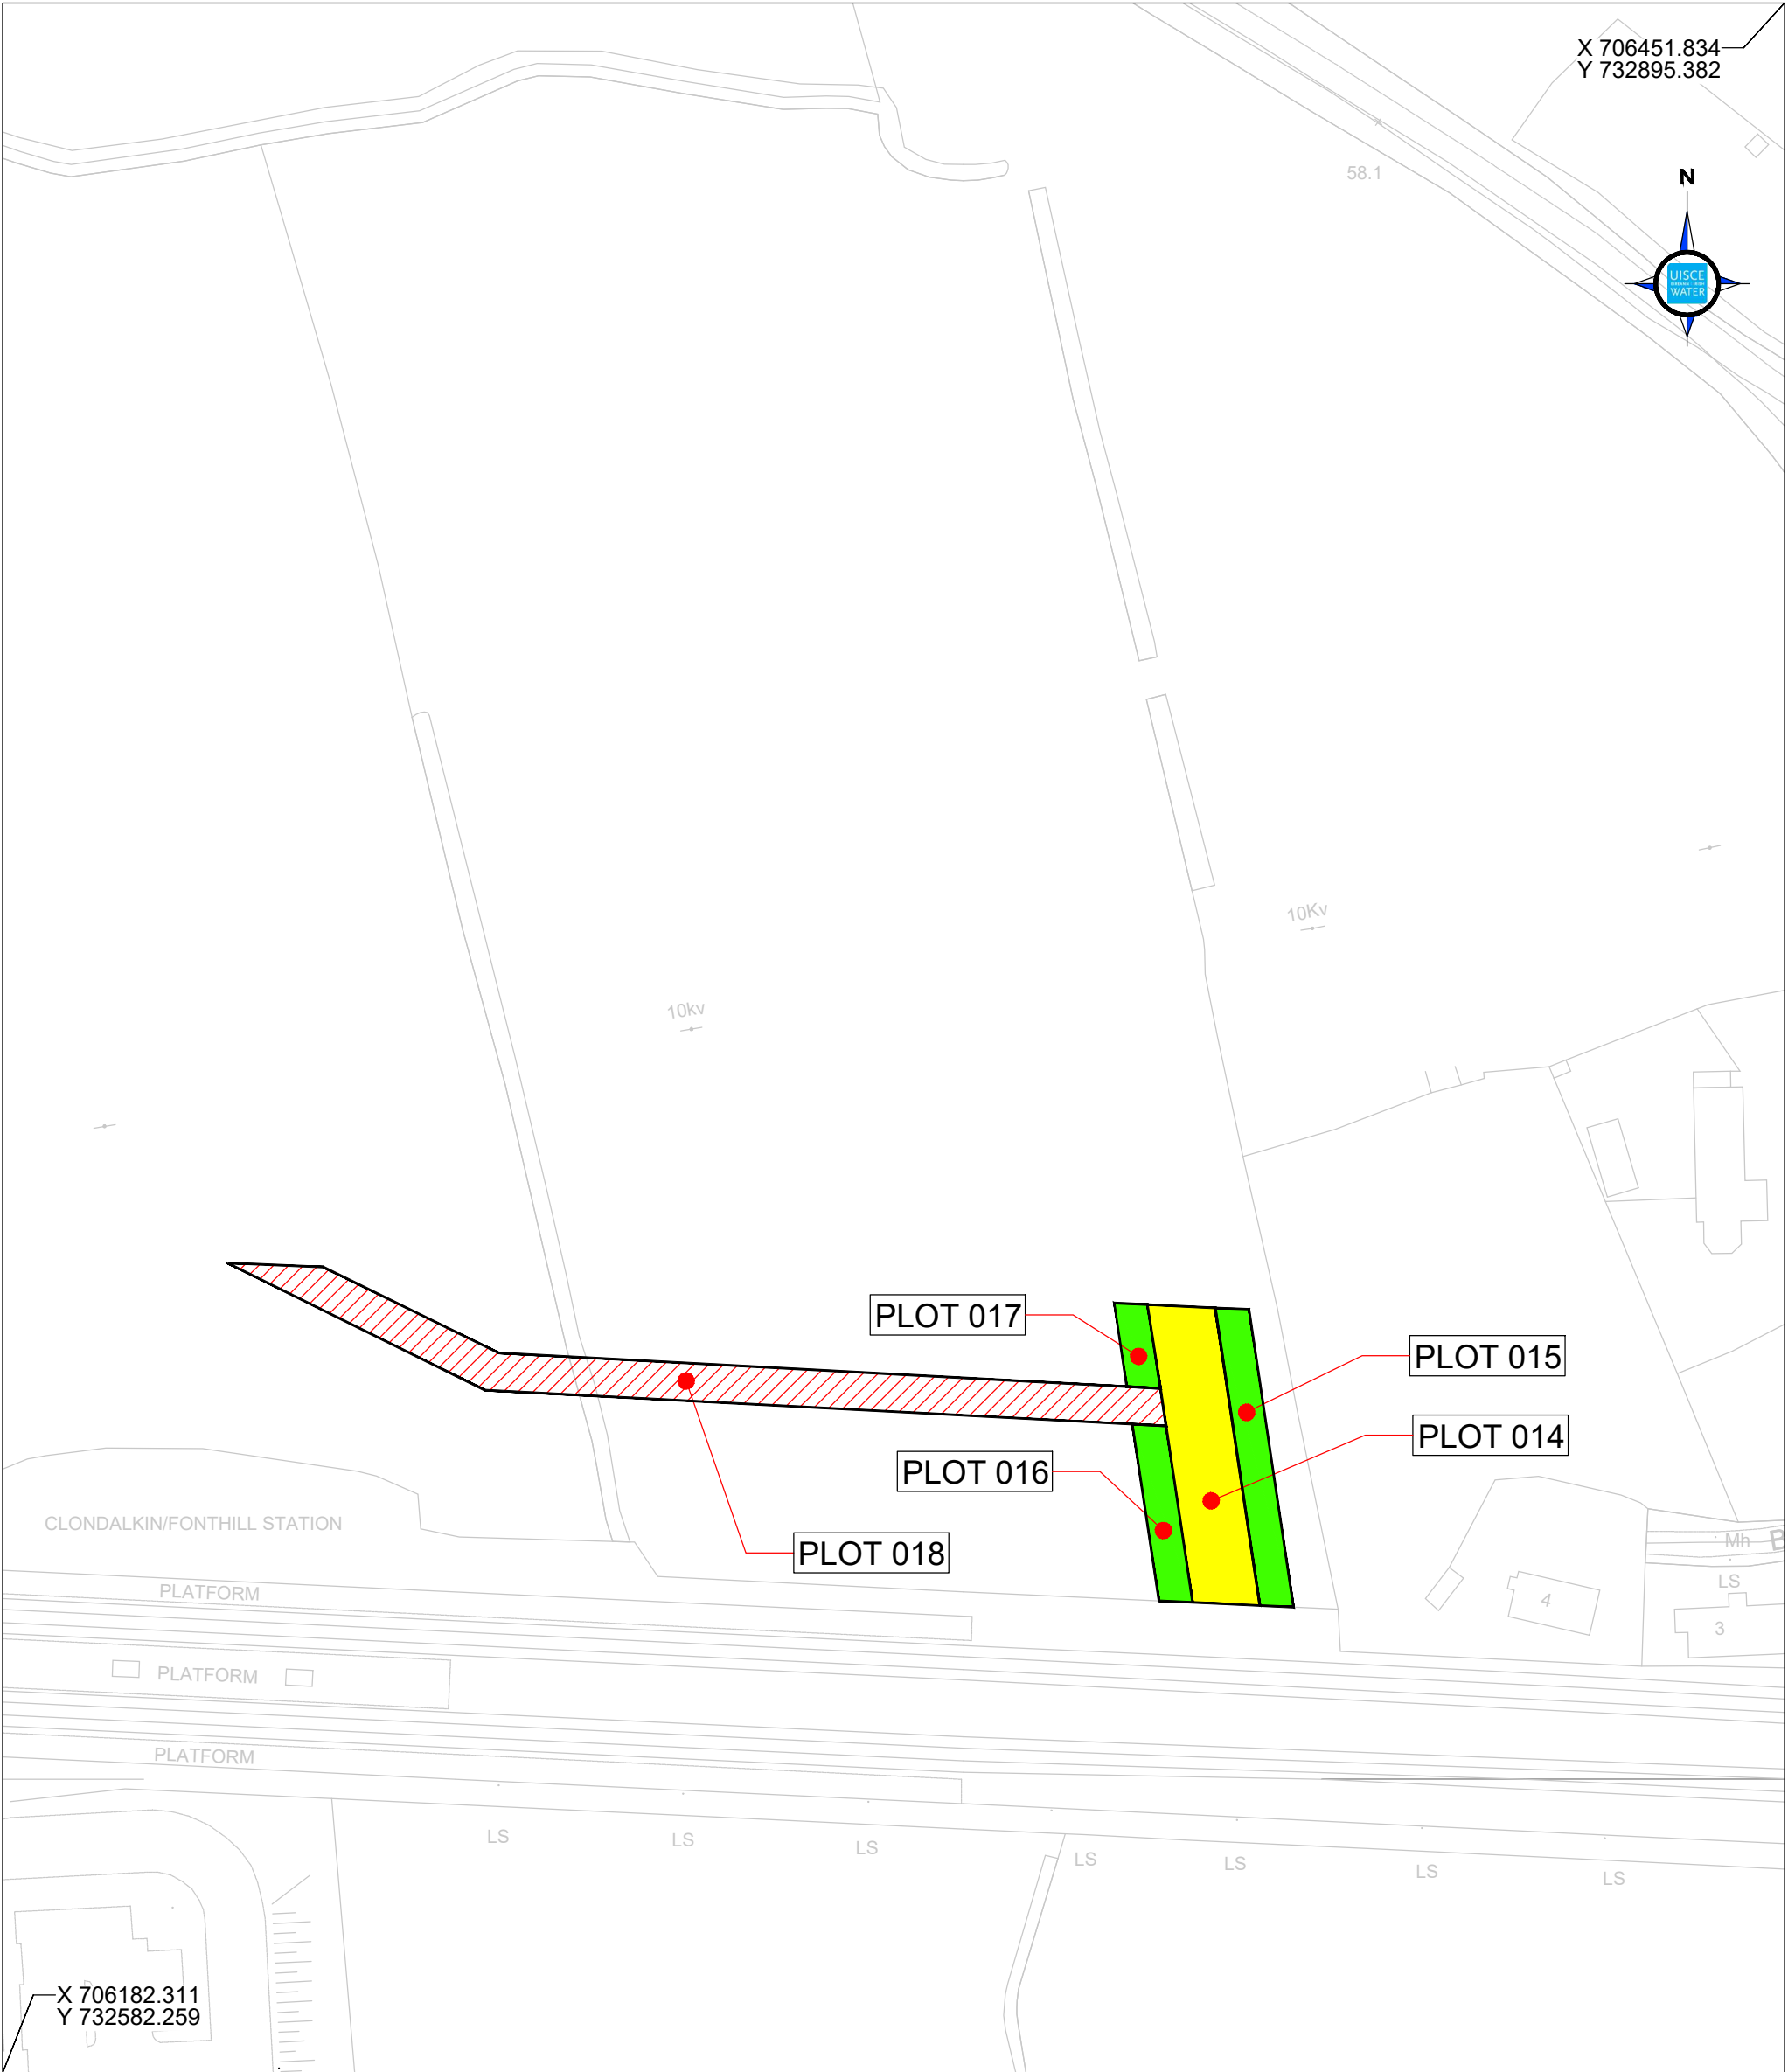 X 706451.834
Y 732895.382
58.1
N
UISCE
WATER
10Kv
10kv
PLOT 017
PLOT 015
PLOT 014
PLOT 016
PLOT 018
CLONDALKIN/FONTHILL STATION
Mh
LS
PLATFORM
4
3
PLATFORM
PLATFORM
LS
LS
LS
LS
LS
LS
LS
X 706182.311
Y 732582.259